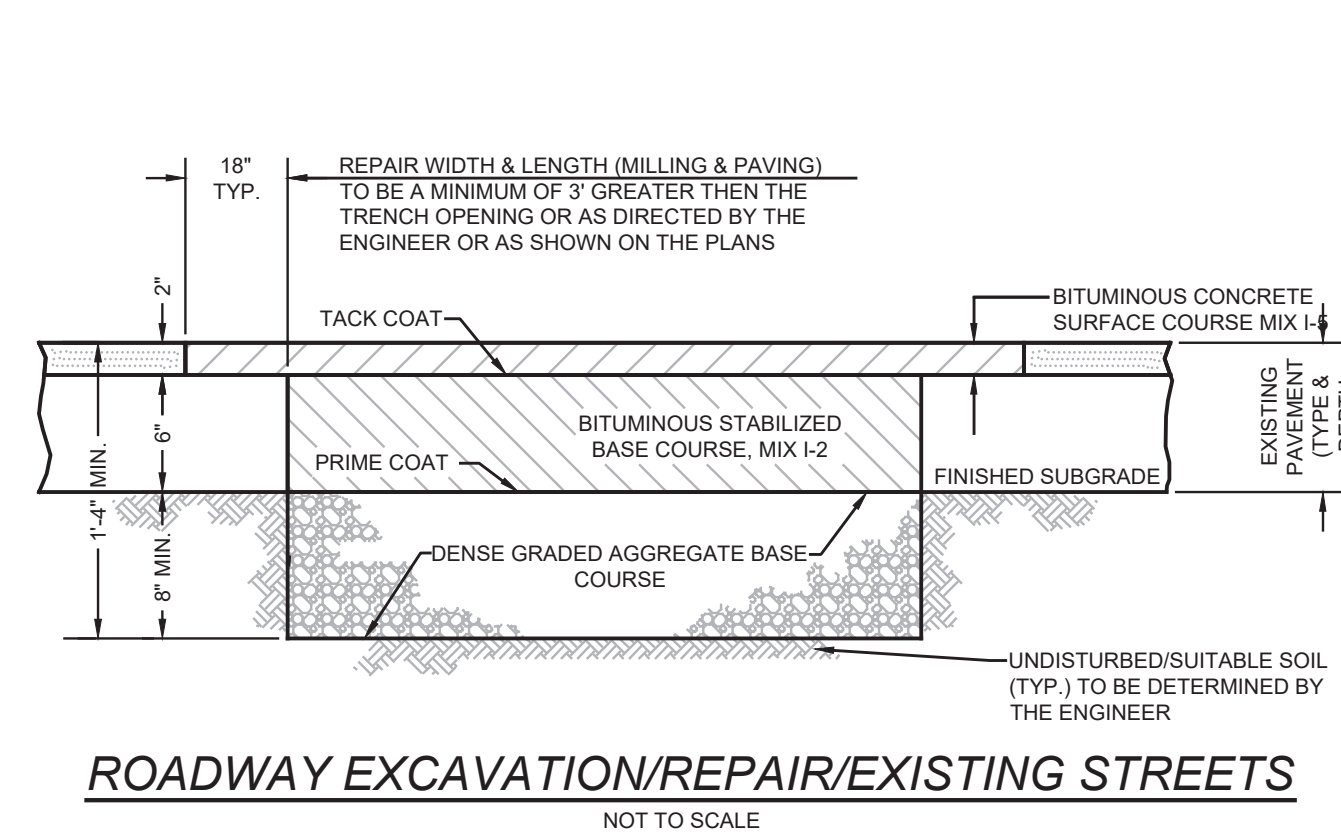 18"
TYP.
REPAIR WIDTH & LENGTH (MILLING & PAVING)
TO BE A MINIMUM OF 3' GREATER THEN THE
TRENCH OPENING OR AS DIRECTED BY THE
ENGINEER OR AS SHOWN ON THE PLANS
2"
TACK COAT
BITUMINOUS CONCRETE
SURFACE COURSE MIX I-5
EXISTING
PAVEMENT
(TYPE &
6"
BITUMINOUS STABILIZED
BASE COURSE, MIX I-2
PRIME COAT
FINISHED SUBGRADE
1'-4" MIN.
8" MIN.
DENSE GRADED AGGREGATE BASE
COURSE
UNDISTURBED/SUITABLE SOIL
(TYP.) TO BE DETERMINED BY
THE ENGINEER
ROADWAY EXCAVATION/REPAIR/EXISTING STREETS
NOT TO SCALE